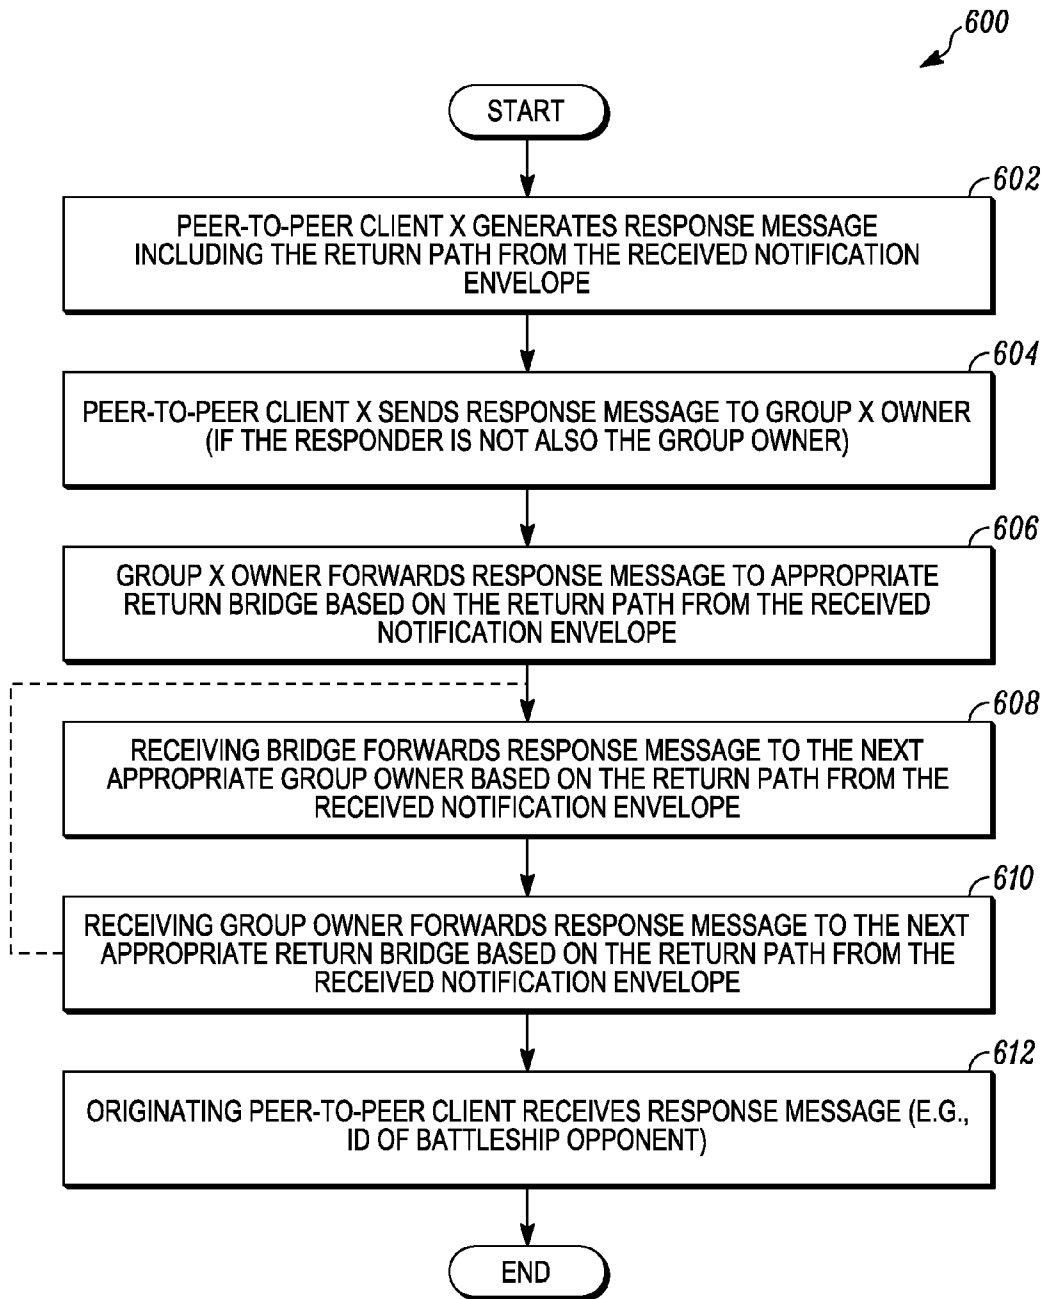 600
START
602
PEER-TO-PEER CLIENT X GENERATES RESPONSE MESSAGE
INCLUDING THE RETURN PATH FROM THE RECEIVED NOTIFICATION
ENVELOPE
604
PEER-TO-PEER CLIENT X SENDS RESPONSE MESSAGE TO GROUP X OWNER
(IF THE RESPONDER IS NOT ALSO THE GROUP OWNER)
606
GROUP X OWNER FORWARDS RESPONSE MESSAGE TO APPROPRIATE
RETURN BRIDGE BASED ON THE RETURN PATH FROM THE RECEIVED
NOTIFICATION ENVELOPE
608
RECEIVING BRIDGE FORWARDS RESPONSE MESSAGE TO THE NEXT
APPROPRIATE GROUP OWNER BASED ON THE RETURN PATH FROM THE
RECEIVED NOTIFICATION ENVELOPE
610
RECEIVING GROUP OWNER FORWARDS RESPONSE MESSAGE TO THE NEXT
APPROPRIATE RETURN BRIDGE BASED ON THE RETURN PATH FROM THE
RECEIVED NOTIFICATION ENVELOPE
612
ORIGINATING PEER-TO-PEER CLIENT RECEIVES RESPONSE MESSAGE (E.G.,
ID OF BATTLESHIP OPPONENT)
END